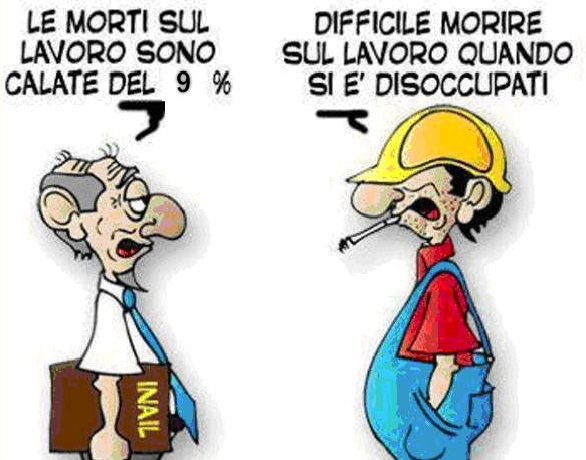 LE MORTI SUL
LAVORO SONO
CALATE DEL 9 %
DIFFICILE MORIRE
SUL LAVORO QUANDO
SI E' DISOCCUPATI
INAIL